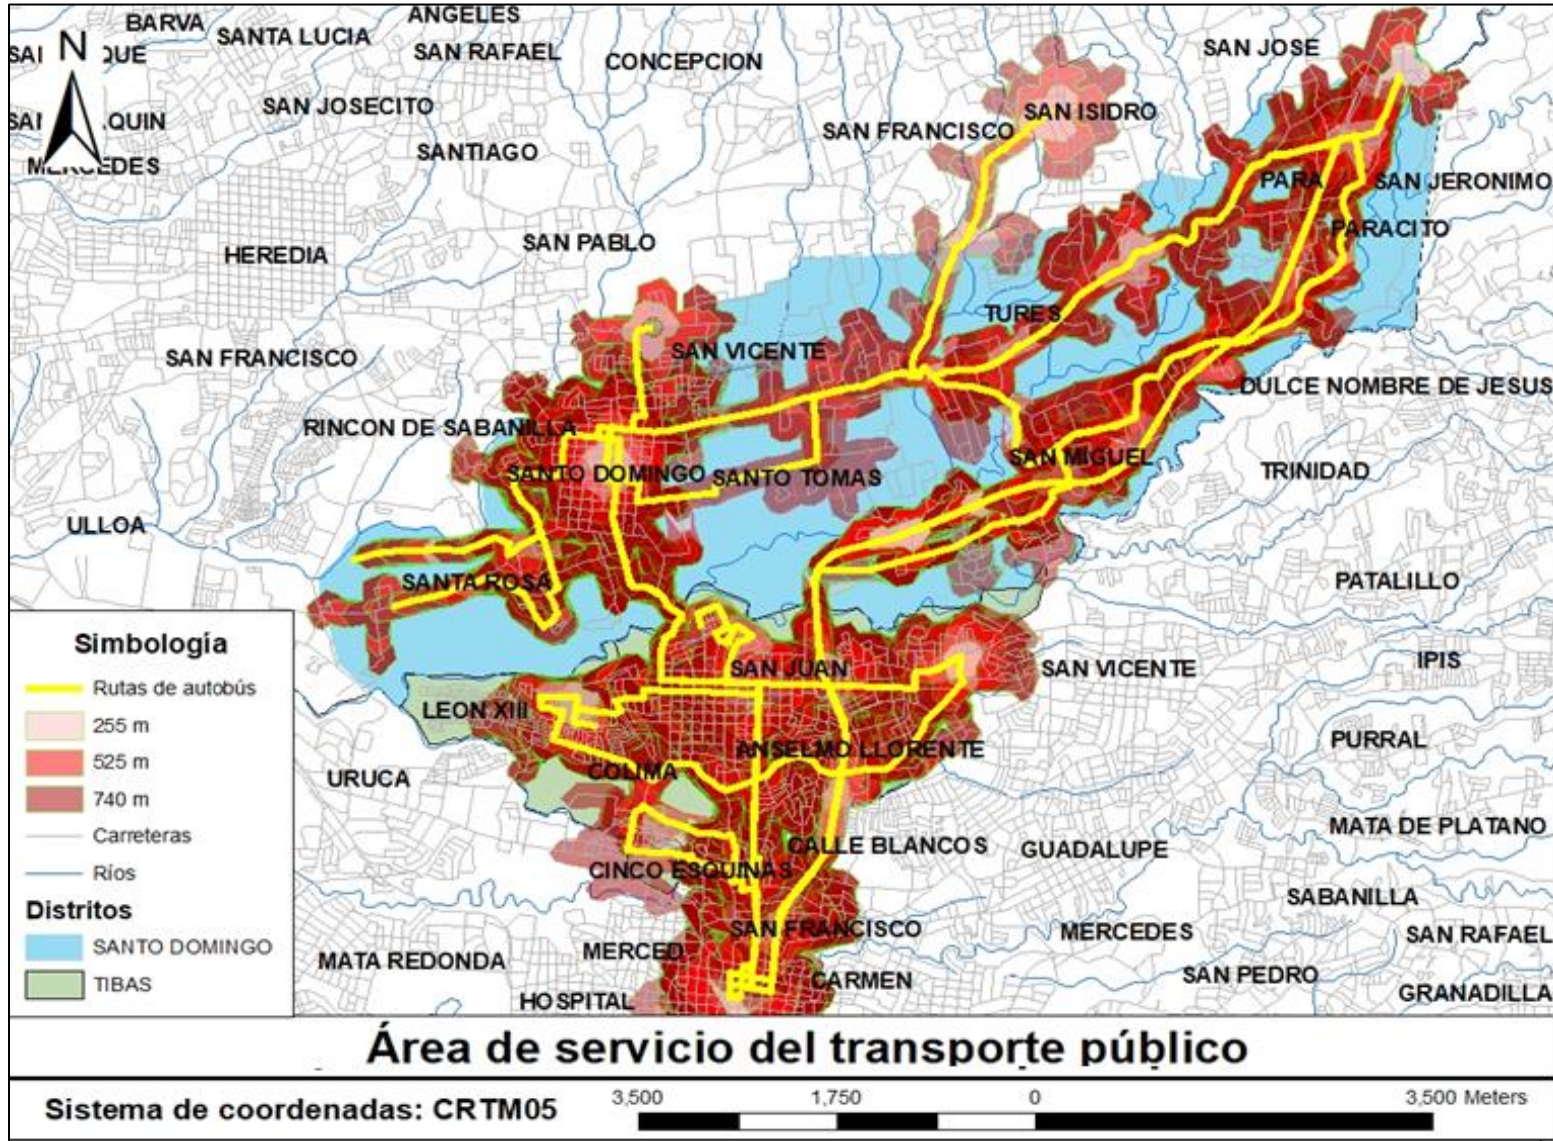 BARVA
ANGELES
SANTA LUCIA
SAN RAFAEL
CONCEPCION
SAN JOSE
N
QUE
SAN JOSECITO
SAN ISIDRO
QUIN
SAN FRANCISCO
MERCEDES
SANTIAGO
PARA
SAN JERONIMO
PARACITO
HEREDIA
SAN PABLO
TURES
SAN FRANCISCO
SAN VICENTE
DULCE NOMBRE DE JESUS
RINCON DE SABANILLA
SANTO DOMINGO
SANTO TOMAS
SAN MIGUEL
TRINIDAD
ULLOA
SANTA ROSA
PATALILLO
SAN JUAN
SAN VICENTE
IPIS
LEON XIII
ANSELMO LLORENTE
PURRAL
URUCA
COLIMA
CALLE BLANCOS
GUADALUPE
MATA DE PLATANO
CINCO ESQUINAS
SABANILLA
SAN FRANCISCO
MERCEDES
SAN RAFAEL
MATA REDONDA
MERCED
CARMEN
SAN PEDRO
HOSPITAL
GRANADILLA
Simbología
Rutas de autobús
255 m
525 m
740 m
Carreteras
Ríos
Distritos
SANTO DOMINGO
TIBAS
Área de servicio del transporte público
Sistema de coordenadas: CRTM05
3,500 1,750 0 3,500 Meters